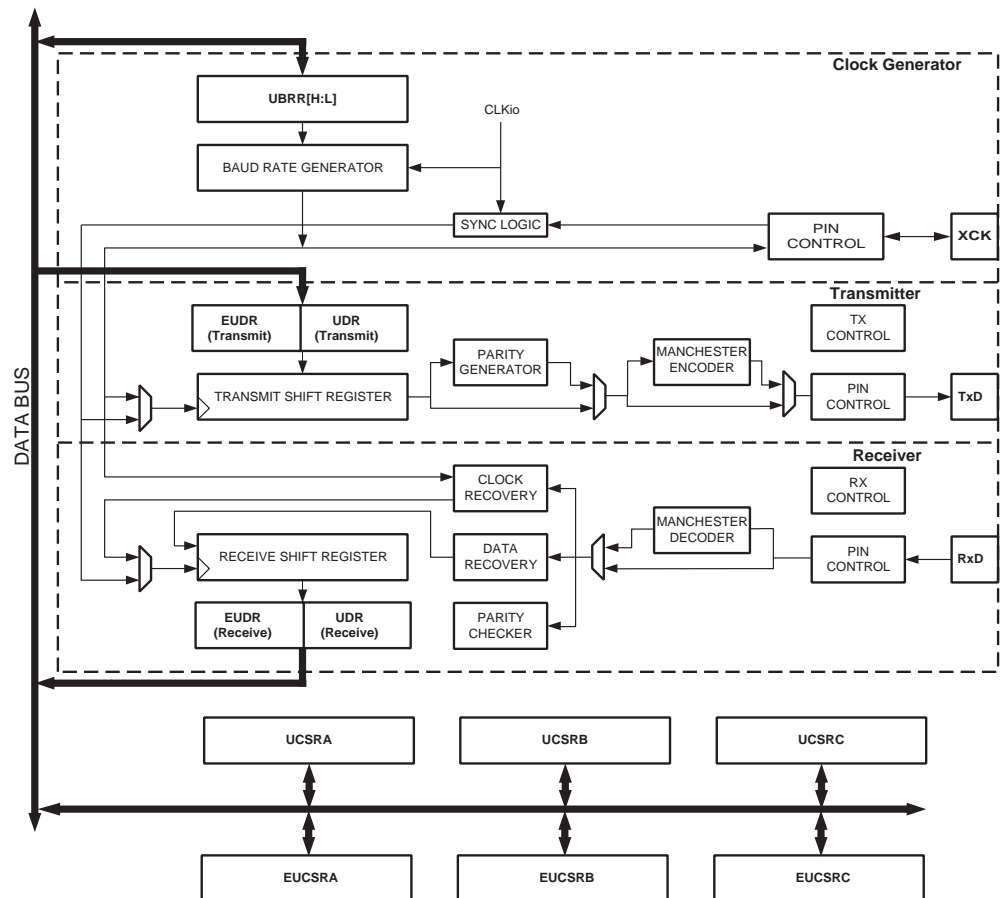 Clock Generator
UBRR[H:L]
CLKio
BAUD RATE GENERATOR
SYNC LOGIC
PIN
CONTROL
XCK
Transmitter
EUDR
(Transmit)
UDR
(Transmit)
TX
CONTROL
PARITY
GENERATOR
MANCHESTER
ENCODER
TRANSMIT SHIFT REGISTER
PIN
CONTROL
TxD
DATA BUS
Receiver
CLOCK
RECOVERY
RX
CONTROL
MANCHESTER
DECODER
RECEIVE SHIFT REGISTER
DATA
RECOVERY
PIN
CONTROL
RxD
EUDR
(Receive)
UDR
(Receive)
PARITY
CHECKER
UCSRA
UCSRB
UCSRC
EUCSRA
EUCSRB
EUCSRC